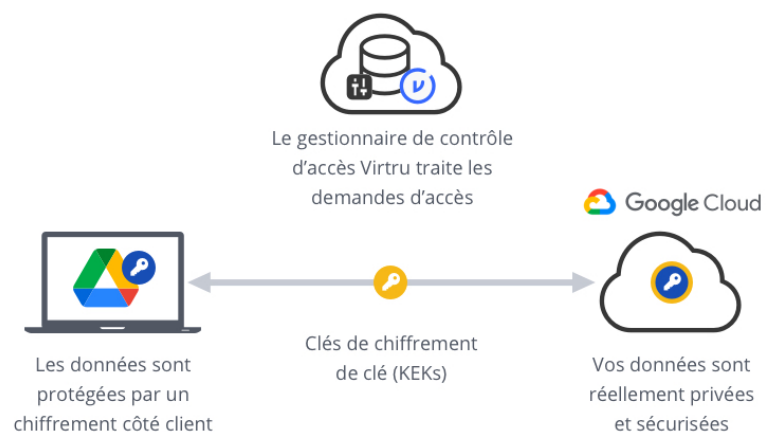 Le gestionnaire de contrôle
d’accès Virtru traite les
demandes d’accès
Google Cloud
Clés de chiffrement
de clé (KEKs)
Les données sont
protégées par un
chiffrement côté client
Vos données sont
réellement privées
et sécurisées